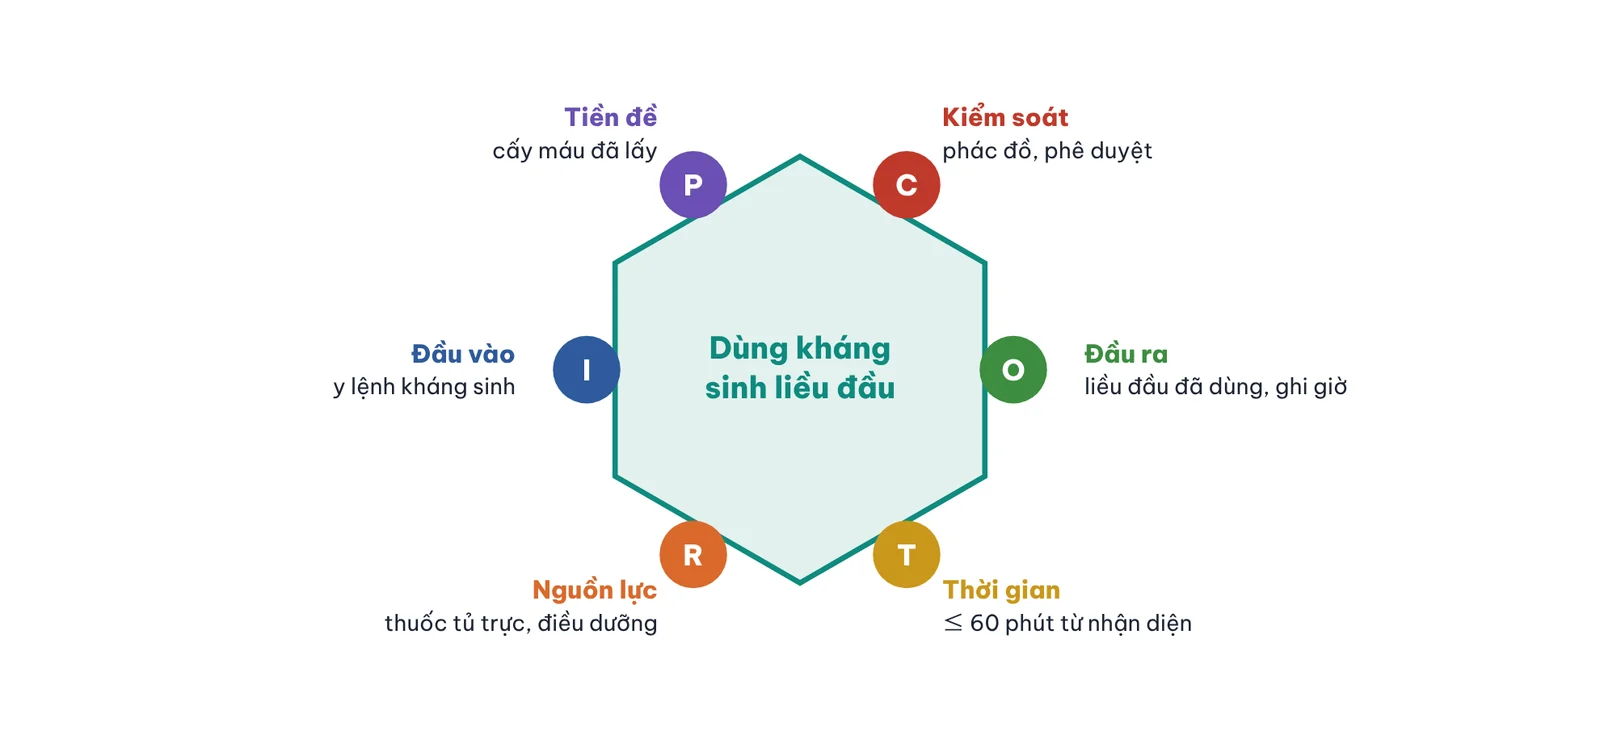 Tiền đề
cấy máu đã lấy
P
Kiểm soát
phác đồ, phê duyệt
C
Đầu vào
y lệnh kháng sinh
I
Dùng kháng
sinh liều đầu
O
Đầu ra
liều đầu đã dùng, ghi giờ
R
Nguồn lực
thuốc tủ trực, điều dưỡng
T
Thời gian
≤ 60 phút từ nhận diện